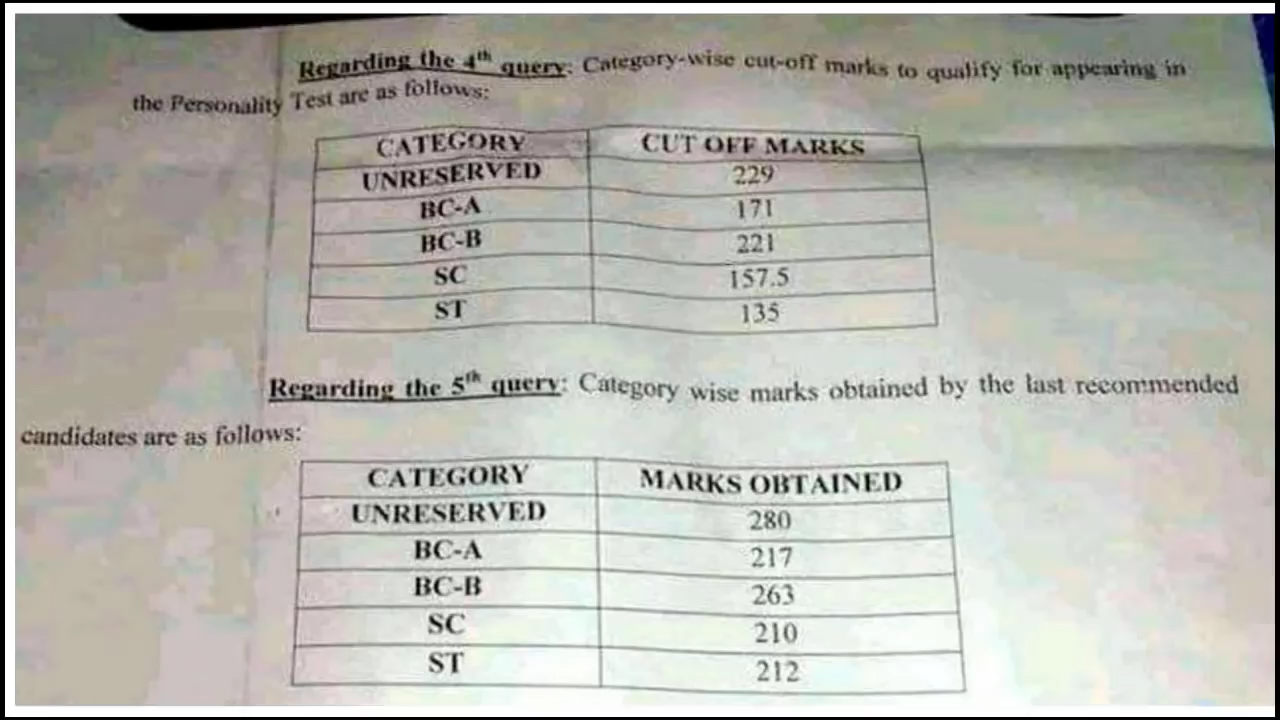 Regarding the 4th query: Category-wise cut-off marks to qualify for appearing in
the Personality Test are as follows:
CATEGORY CUT OFF MARKS
UNRESERVED 229
BC-A 171
BC-B 221
SC 157.5
ST 135
Regarding the 5th query: Category wise marks obtained by the last recommended
candidates are as follows:
CATEGORY MARKS OBTAINED
UNRESERVED 280
BC-A 217
BC-B 263
SC 210
ST 212